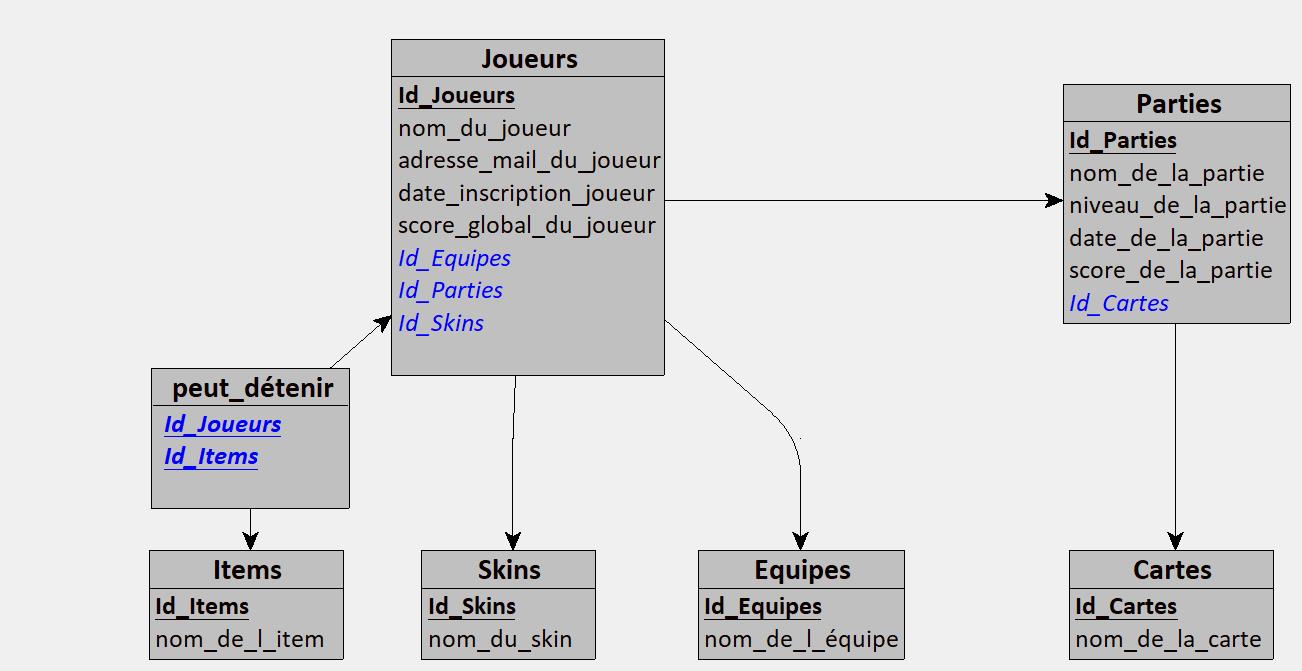 Joueurs
Id_Joueurs
nom_du_joueur
adresse_mail_du_joueur
date_inscription_joueur
score_global_du_joueur
Id_Equipes
Id_Parties
Id_Skins
Parties
Id_Parties
nom_de_la_partie
niveau_de_la_partie
date_de_la_partie
score_de_la_partie
Id_Cartes
peut_détenir
Id_Joueurs
Id_Items
Items
Id_Items
nom_de_l_item
Skins
Id_Skins
nom_du_skin
Equipes
Id_Equipes
nom_de_l_équipe
Cartes
Id_Cartes
nom_de_la_carte